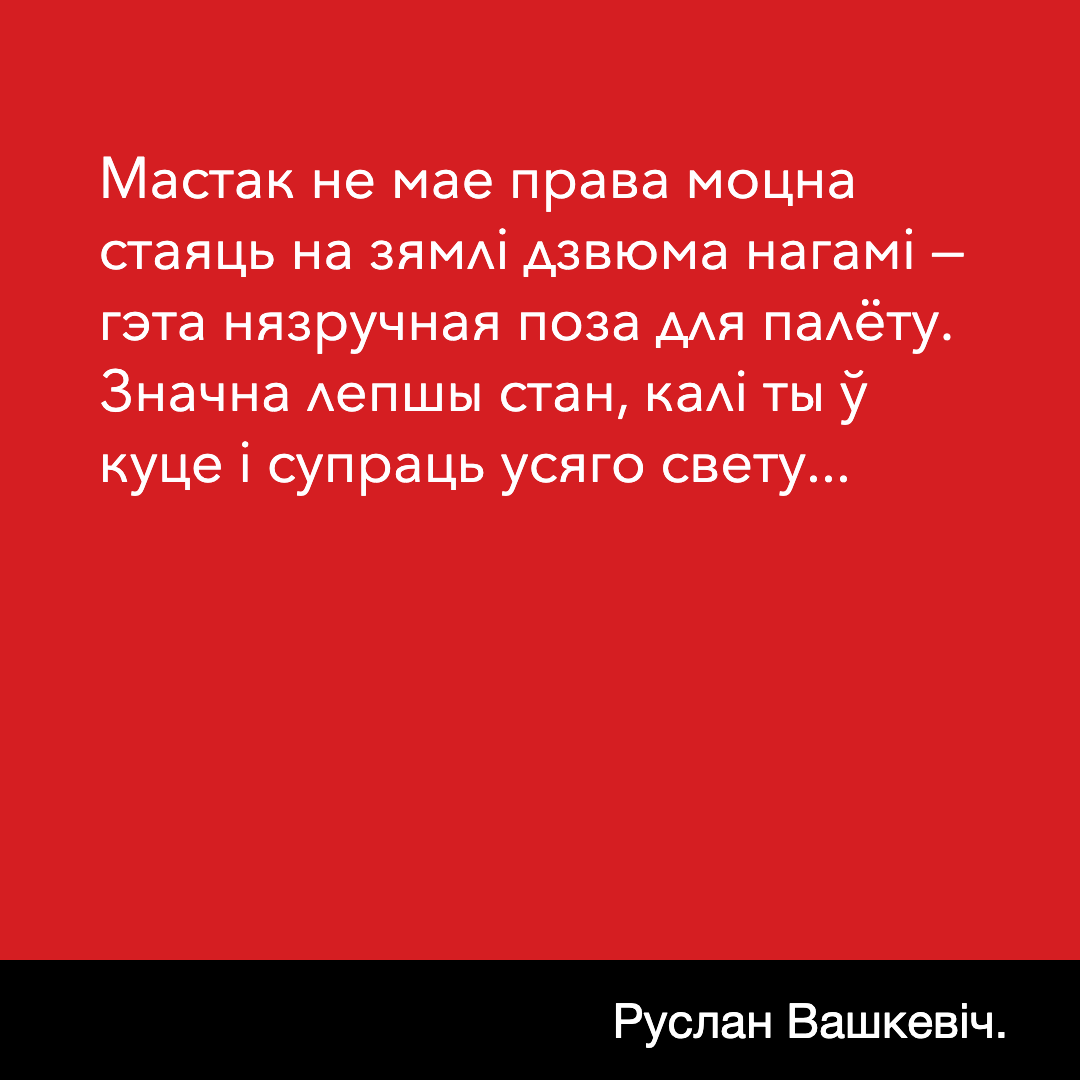 Мастак не мае права моцна
стаяць на зямлі дзвюма нагамі –
гэта нязручная поза для палёту.
Значна лепшы стан, калі ты ў
куце і супраць усяго свету...
Руслан Вашкевіч.